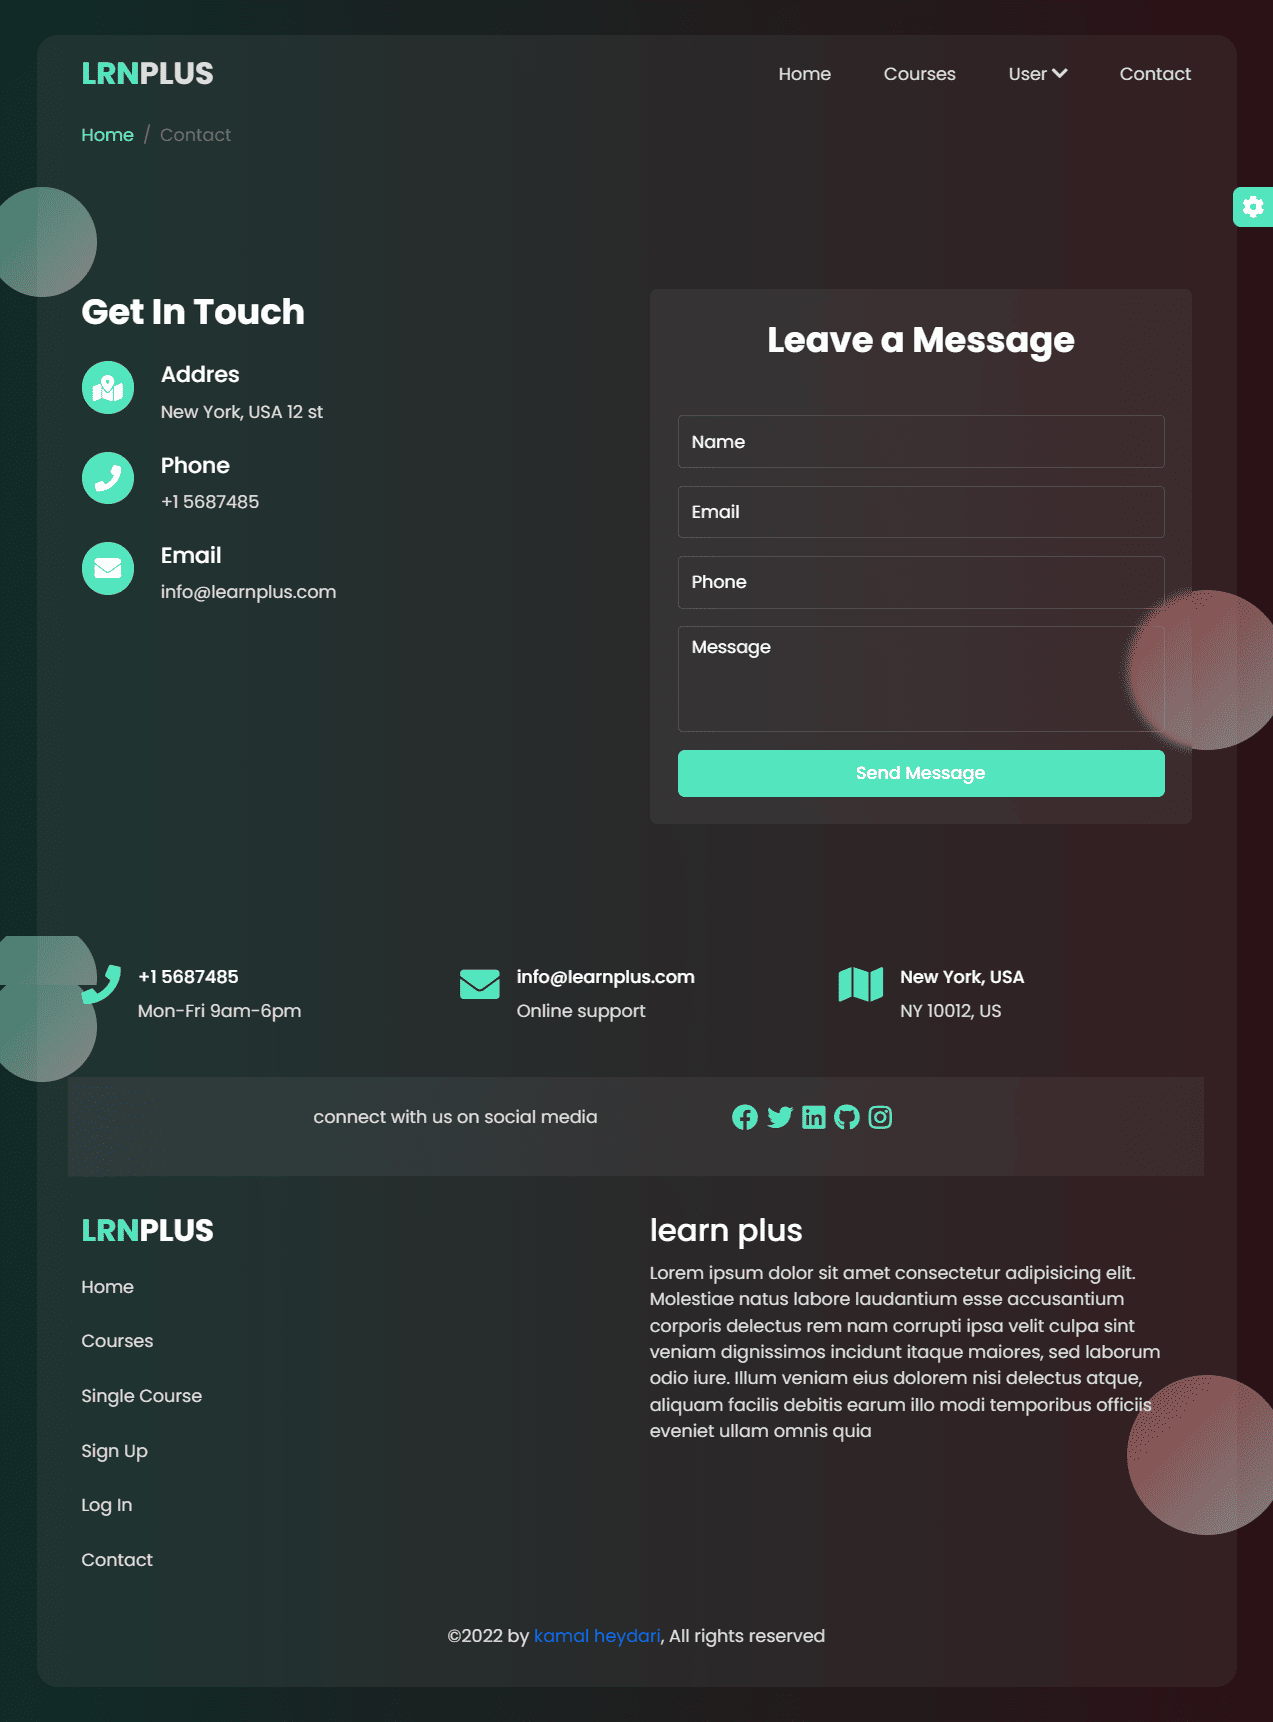 LRNPLUS
Home
Courses
User
Contact
Home / Contact
Get In Touch
Addres
New York, USA 12 st
Phone
+1 5687485
Email
info@learnplus.com
Leave a Message
Name
Email
Phone
Message
Send Message
+1 5687485
Mon-Fri 9am-6pm
info@learnplus.com
Online support
New York, USA
NY 10012, US
connect with us on social media
LRNPLUS
Home
Courses
Single Course
Sign Up
Log In
Contact
learn plus
Lorem ipsum dolor sit amet consectetur adipisicing elit.
Molestiae natus labore laudantium esse accusantium
corporis delectus rem nam corrupti ipsa velit culpa sint
veniam dignissimos incidunt itaque maiores, sed laborum
odio iure. Illum veniam eius dolorem nisi delectus atque,
aliquam facilis debitis earum illo modi temporibus officiis
eveniet ullam omnis quia
©2022 by kamal heydari, All rights reserved